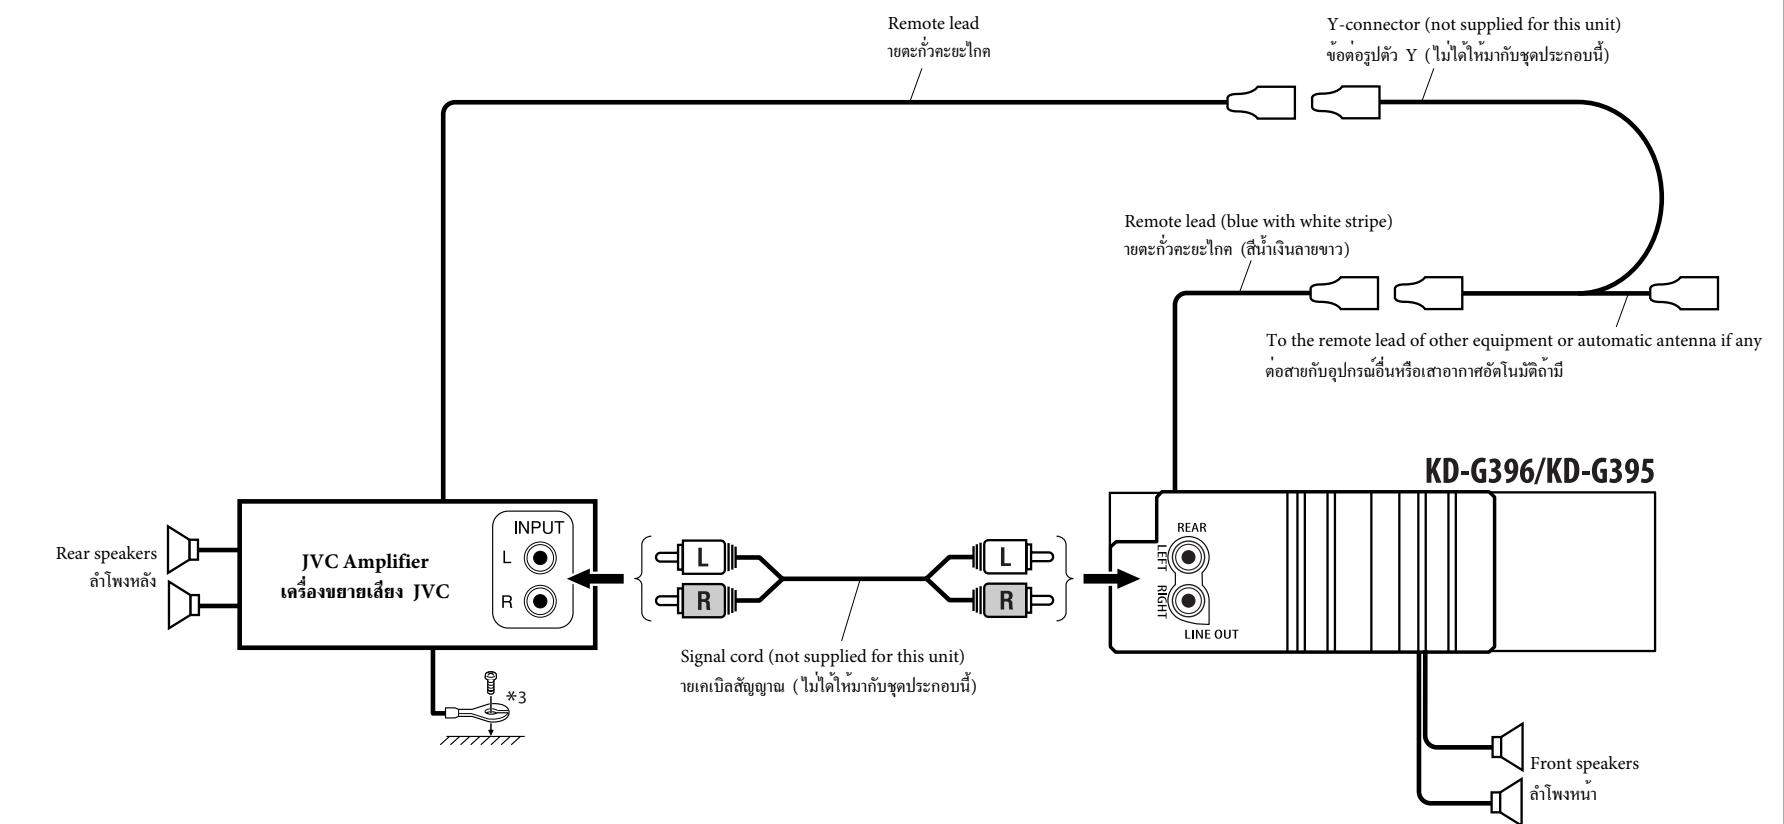 Remote lead
ายตะกั่วตะยะไกด
Y-connector (not supplied for this unit)
ข้อต่อรูปตัว Y (ไม่ได้ให้มากับชุดประกอบนี้)
Remote lead (blue with white stripe)
ายตะกั่วตะยะไกด (สีน้ำเงินลายขาว)
To the remote lead of other equipment or automatic antenna if any
ต่อสายกับอุปกรณ์อื่นหรือเสาอากาศอัตโนมัติถ้ามี
KD-G396/KD-G395
Rear speakers
ลำโพงหลัง
JVC Amplifier
เครื่องขยายเสียง JVC
INPUT
L
R
L
R
L
R
REAR
LEFT
RIGHT
LINE OUT
Signal cord (not supplied for this unit)
ายเคเบิลสัญญาณ (ไม่ได้ให้มากับชุดประกอบนี้)
*3
Front speakers
ลำโพงหน้า